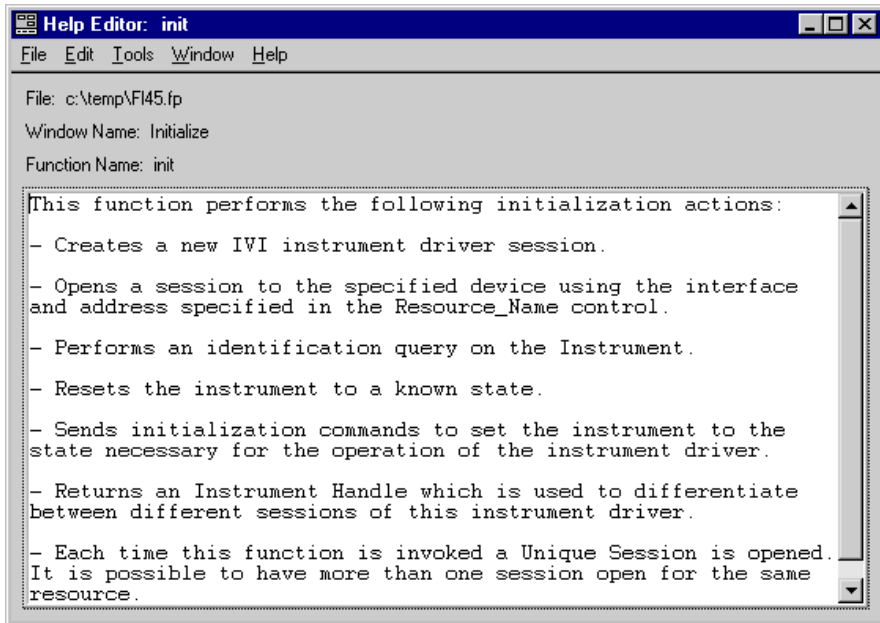 Help Editor:  init
File  Edit  Tools  Window  Help
File:  c:\temp\Fl45.fp
Window Name:  Initialize
Function Name:  init
This function performs the following initialization actions:
- Creates a new IVI instrument driver session.
- Opens a session to the specified device using the interface
and address specified in the Resource_Name control.
- Performs an identification query on the Instrument.
- Resets the instrument to a known state.
- Sends initialization commands to set the instrument to the
state necessary for the operation of the instrument driver.
- Returns an Instrument Handle which is used to differentiate
between different sessions of this instrument driver.
- Each time this function is invoked a Unique Session is opened.
It is possible to have more than one session open for the same
resource.